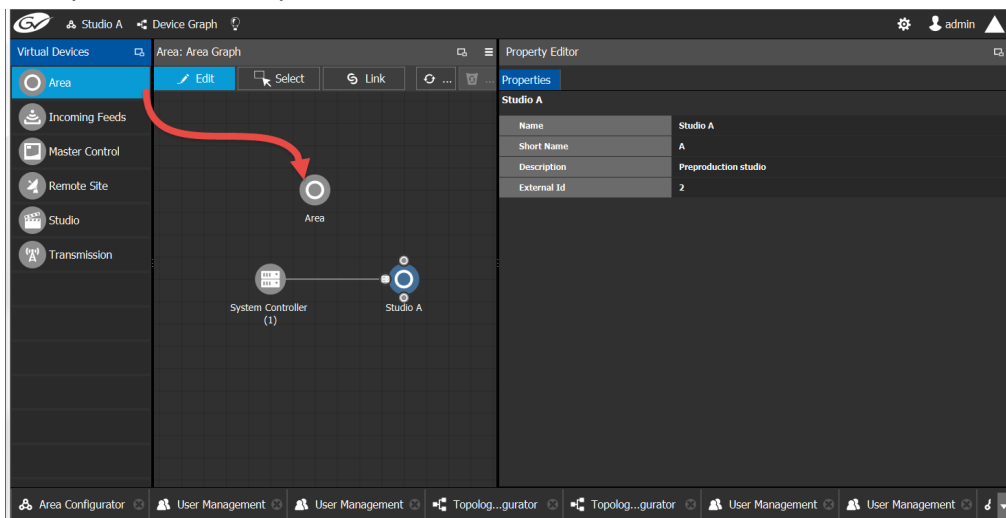 GV Studio A Device Graph admin
Virtual Devices
Area
Incoming Feeds
Master Control
Remote Site
Studio
Transmission
Area: Area Graph
Edit Select Link ... ...
Area
System Controller
(1)
Studio A
Property Editor
Properties
Studio A
Name Studio A
Short Name A
Description Preproduction studio
External Id 2
Area Configurator User Management User Management Topolog...gurator Topolog...gurator User Management User Management